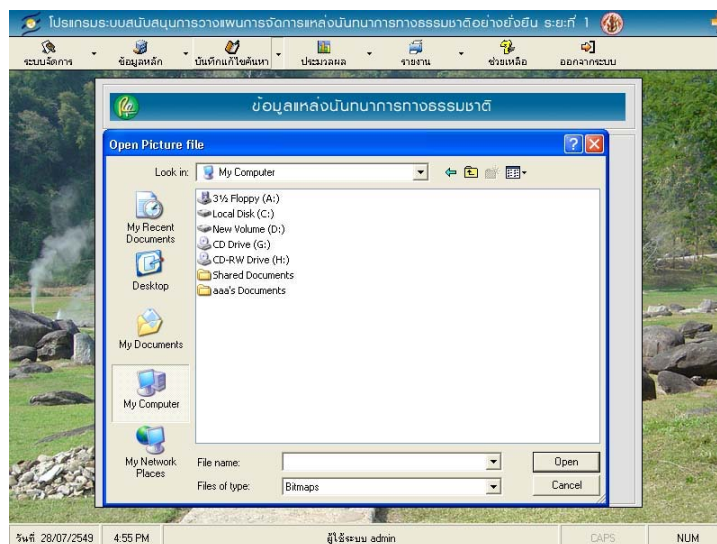 โปรแกรมระบบสนับสนุนการวางแผนการจัดการแหล่งนันทนาการทางธรรมชาติอย่างยั่งยืน ระยะที่ 1
ระบบจัดการ ข้อมูลหลัก บันทึกแก้ไขค้นหา ประมวลผล รายงาน ช่วยเหลือ ออกจากระบบ
ข้อมูลแหล่งนันทนาการทางธรรมชาติ
Open Picture file
Look in: My Computer
3½ Floppy (A:)
Local Disk (C:)
New Volume (D:)
CD Drive (G:)
CD-RW Drive (H:)
Shared Documents
aaa's Documents
My Recent
Documents
Desktop
My Documents
My Computer
My Network
Places
File name: Open
Files of type: Bitmaps Cancel
วันที่ 28/07/2549 4:55 PM ผู้ใช้ระบบ admin CAPS NUM